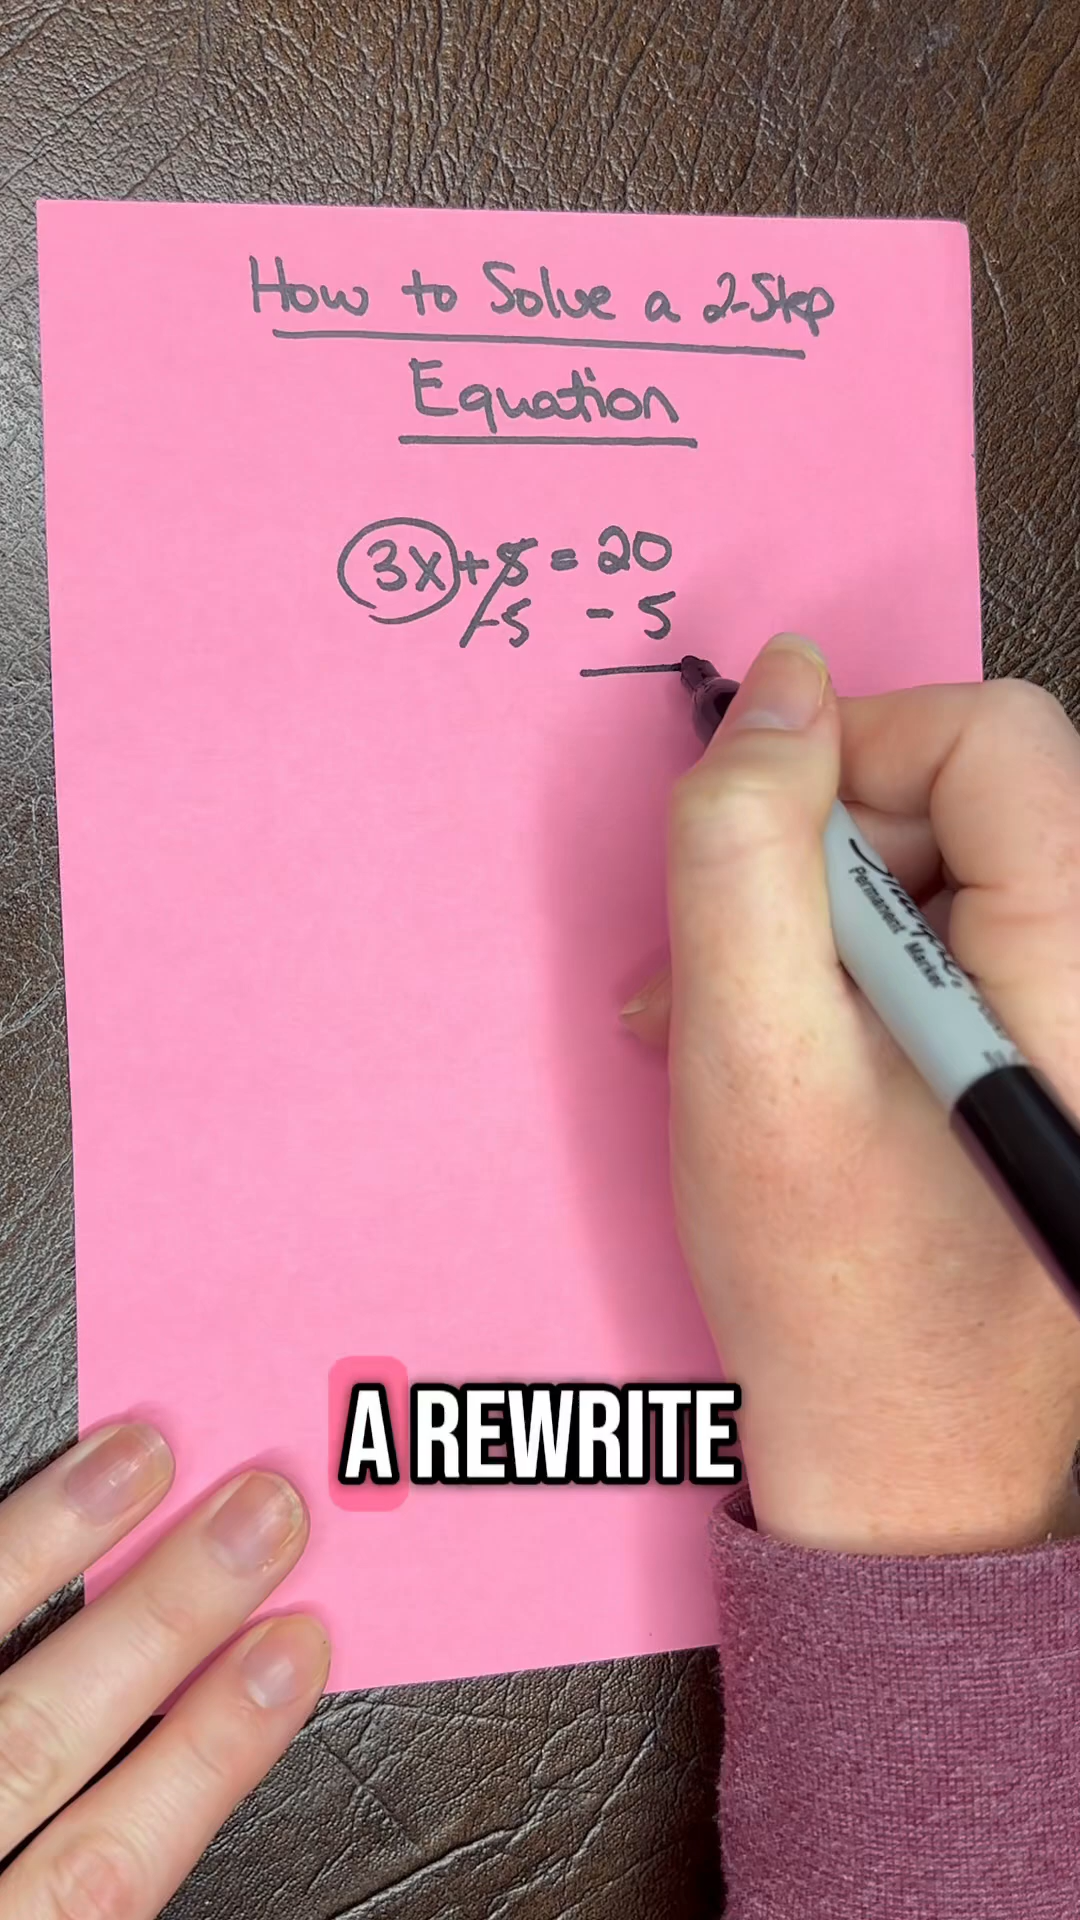 How to Solve a 2-Step
Equation
3x + 5 = 20
-5 - 5
Sharpie
Permanent Marker
A REWRITE